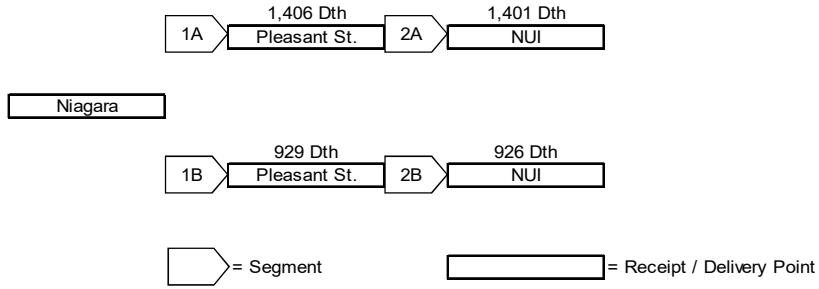 1,406 Dth 1,401 Dth
1A Pleasant St. 2A NUI
Niagara
929 Dth 926 Dth
1B Pleasant St. 2B NUI
= Segment = Receipt / Delivery Point